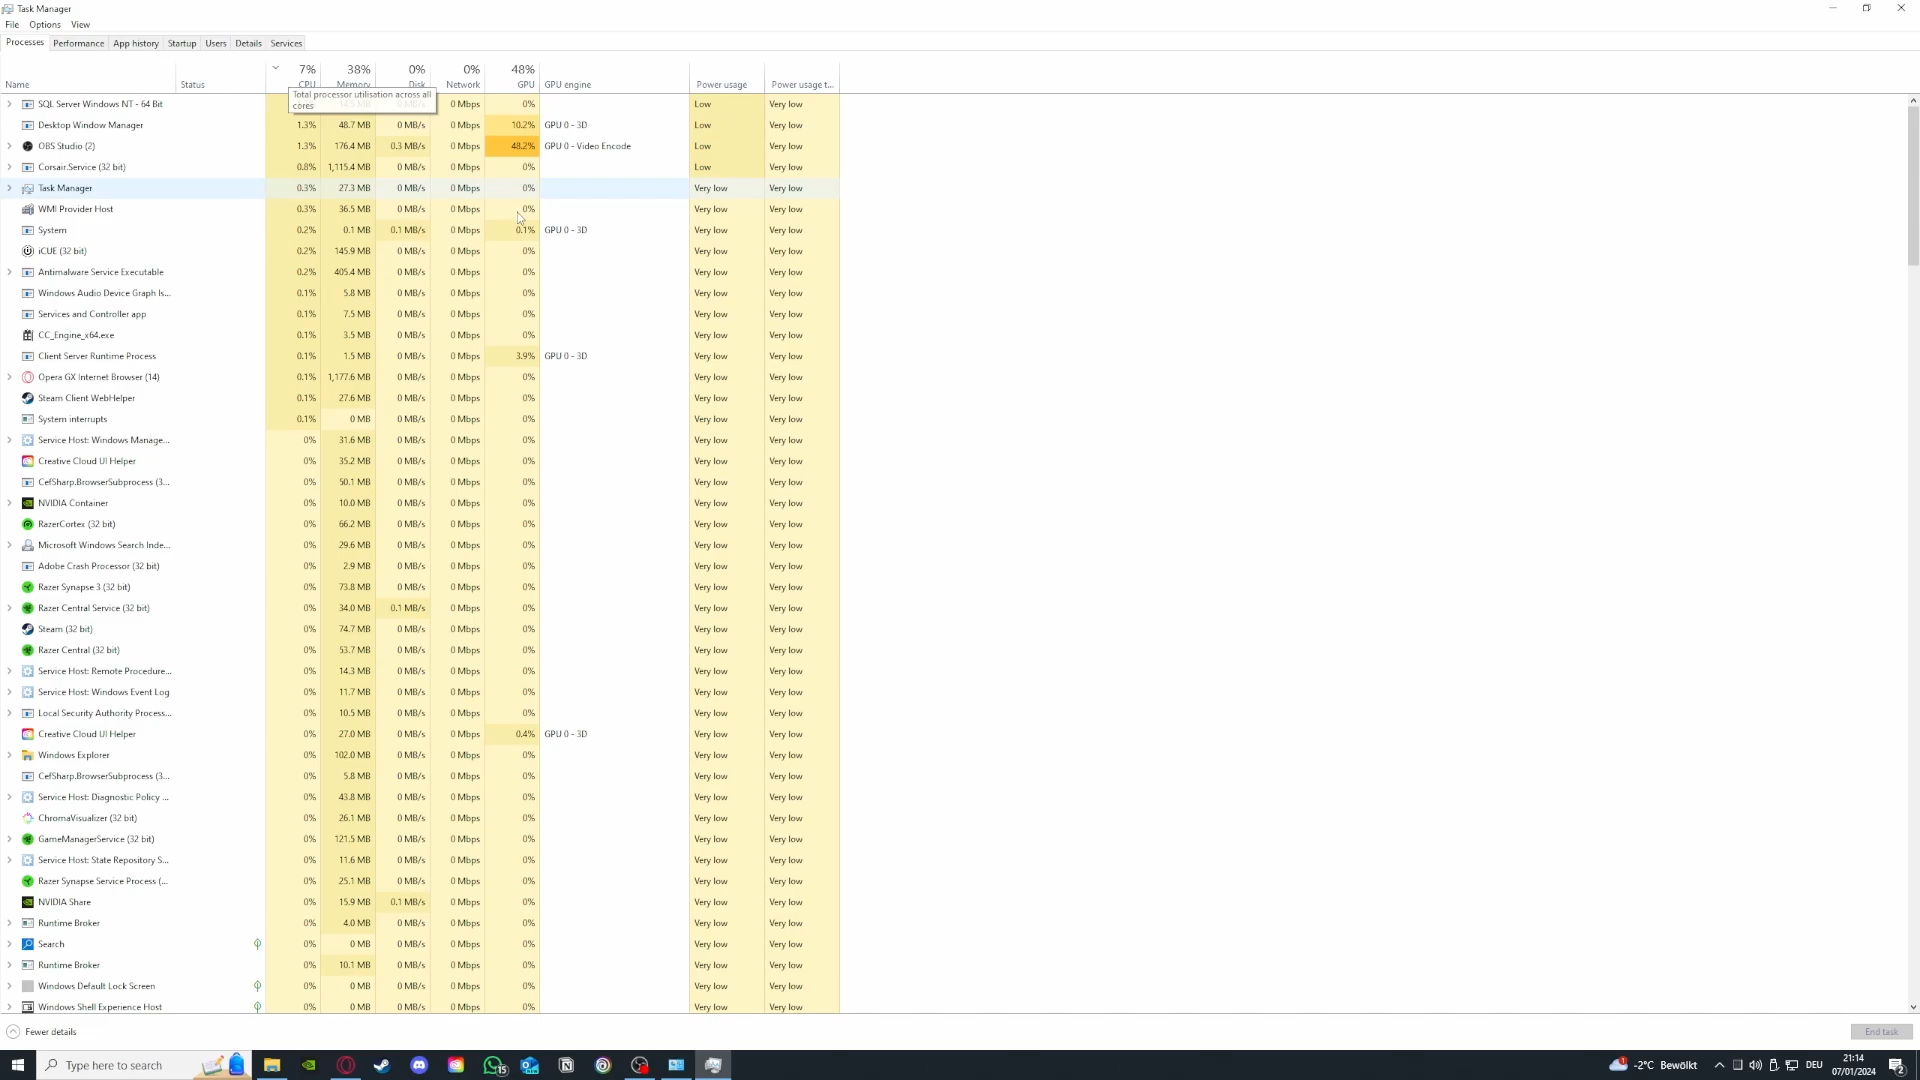 Task Manager
File Options View
Processes Performance App history Startup Users Details Services
7% 38% 0% 0% 48%
Name Status CPU Memory Disk Network GPU GPU engine Power usage Power usage t...
Total processor utilisation across all
cores
SQL Server Windows NT - 64 Bit 0 Mbps 0% Low Very low
Desktop Window Manager 1.3% 48.7 MB 0 MB/s 0 Mbps 10.2% GPU 0 - 3D Low Very low
OBS Studio (2) 1.3% 176.4 MB 0.3 MB/s 0 Mbps 48.2% GPU 0 - Video Encode Low Very low
Corsair.Service (32 bit) 0.8% 1,115.4 MB 0 MB/s 0 Mbps 0% Low Very low
Task Manager 0.3% 27.3 MB 0 MB/s 0 Mbps 0% Very low Very low
WMI Provider Host 0.3% 36.5 MB 0 MB/s 0 Mbps 0% Very low Very low
System 0.2% 0.1 MB 0.1 MB/s 0 Mbps 0.1% GPU 0 - 3D Very low Very low
iCUE (32 bit) 0.2% 145.9 MB 0 MB/s 0 Mbps 0% Very low Very low
Antimalware Service Executable 0.2% 405.4 MB 0 MB/s 0 Mbps 0% Very low Very low
Windows Audio Device Graph Is... 0.1% 5.8 MB 0 MB/s 0 Mbps 0% Very low Very low
Services and Controller app 0.1% 7.5 MB 0 MB/s 0 Mbps 0% Very low Very low
CC_Engine_x64.exe 0.1% 3.5 MB 0 MB/s 0 Mbps 0% Very low Very low
Client Server Runtime Process 0.1% 1.5 MB 0 MB/s 0 Mbps 3.9% GPU 0 - 3D Very low Very low
Opera GX Internet Browser (14) 0.1% 1,177.6 MB 0 MB/s 0 Mbps 0% Very low Very low
Steam Client WebHelper 0.1% 27.6 MB 0 MB/s 0 Mbps 0% Very low Very low
System interrupts 0.1% 0 MB 0 MB/s 0 Mbps 0% Very low Very low
Service Host: Windows Manage... 0% 31.6 MB 0 MB/s 0 Mbps 0% Very low Very low
Creative Cloud UI Helper 0% 35.2 MB 0 MB/s 0 Mbps 0% Very low Very low
CefSharp.BrowserSubprocess (3... 0% 50.1 MB 0 MB/s 0 Mbps 0% Very low Very low
NVIDIA Container 0% 10.0 MB 0 MB/s 0 Mbps 0% Very low Very low
RazerCortex (32 bit) 0% 66.2 MB 0 MB/s 0 Mbps 0% Very low Very low
Microsoft Windows Search Inde... 0% 29.6 MB 0 MB/s 0 Mbps 0% Very low Very low
Adobe Crash Processor (32 bit) 0% 2.9 MB 0 MB/s 0 Mbps 0% Very low Very low
Razer Synapse 3 (32 bit) 0% 73.8 MB 0 MB/s 0 Mbps 0% Very low Very low
Razer Central Service (32 bit) 0% 34.0 MB 0.1 MB/s 0 Mbps 0% Very low Very low
Steam (32 bit) 0% 74.7 MB 0 MB/s 0 Mbps 0% Very low Very low
Razer Central (32 bit) 0% 53.7 MB 0 MB/s 0 Mbps 0% Very low Very low
Service Host: Remote Procedure... 0% 14.3 MB 0 MB/s 0 Mbps 0% Very low Very low
Service Host: Windows Event Log 0% 11.7 MB 0 MB/s 0 Mbps 0% Very low Very low
Local Security Authority Process... 0% 10.5 MB 0 MB/s 0 Mbps 0% Very low Very low
Creative Cloud UI Helper 0% 27.0 MB 0 MB/s 0 Mbps 0.4% GPU 0 - 3D Very low Very low
Windows Explorer 0% 102.0 MB 0 MB/s 0 Mbps 0% Very low Very low
CefSharp.BrowserSubprocess (3... 0% 5.8 MB 0 MB/s 0 Mbps 0% Very low Very low
Service Host: Diagnostic Policy ... 0% 43.8 MB 0 MB/s 0 Mbps 0% Very low Very low
ChromaVisualizer (32 bit) 0% 26.1 MB 0 MB/s 0 Mbps 0% Very low Very low
GameManagerService (32 bit) 0% 121.5 MB 0 MB/s 0 Mbps 0% Very low Very low
Service Host: State Repository S... 0% 11.6 MB 0 MB/s 0 Mbps 0% Very low Very low
Razer Synapse Service Process (... 0% 25.1 MB 0 MB/s 0 Mbps 0% Very low Very low
NVIDIA Share 0% 15.9 MB 0.1 MB/s 0 Mbps 0% Very low Very low
Runtime Broker 0% 4.0 MB 0 MB/s 0 Mbps 0% Very low Very low
Search 0% 0 MB 0 MB/s 0 Mbps 0% Very low Very low
Runtime Broker 0% 10.1 MB 0 MB/s 0 Mbps 0% Very low Very low
Windows Default Lock Screen 0% 0 MB 0 MB/s 0 Mbps 0% Very low Very low
Windows Shell Experience Host 0% 0 MB 0 MB/s 0 Mbps 0% Very low Very low
Fewer details End task
Type here to search 15 1 -2°C Bewölkt DEU 21:14 2
07/01/2024